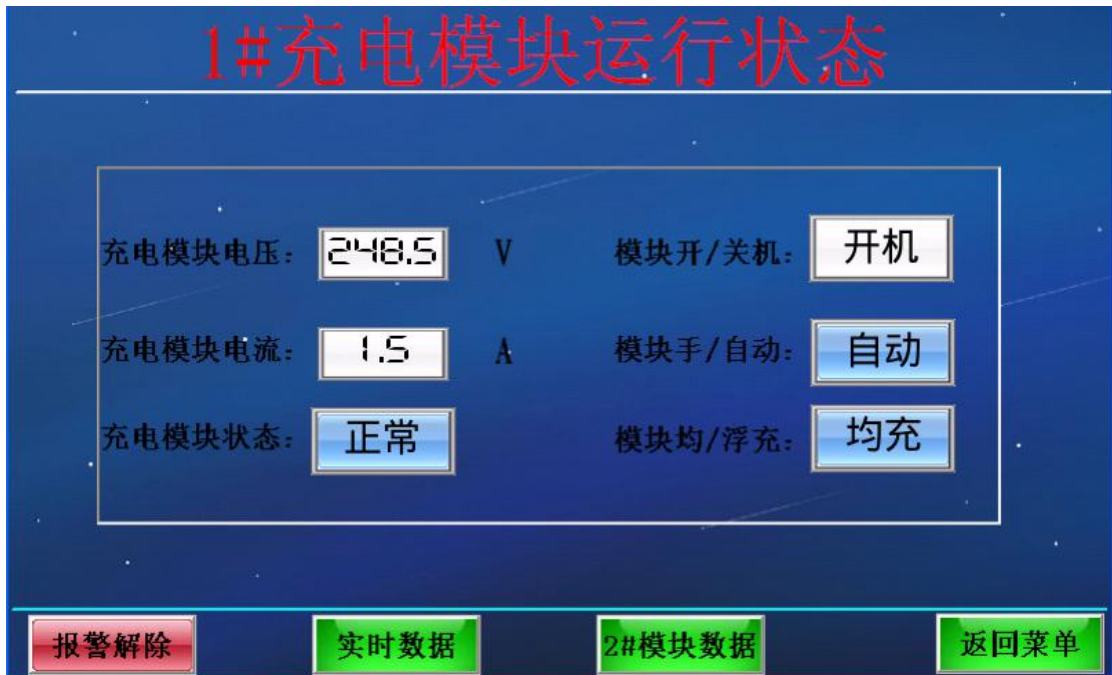 1#充电模块运行状态
充电模块电压： 248.5 V 模块开/关机： 开机
充电模块电流： 1.5 A 模块手/自动： 自动
充电模块状态： 正常 模块均/浮充： 均充
报警解除 实时数据 2#模块数据 返回菜单